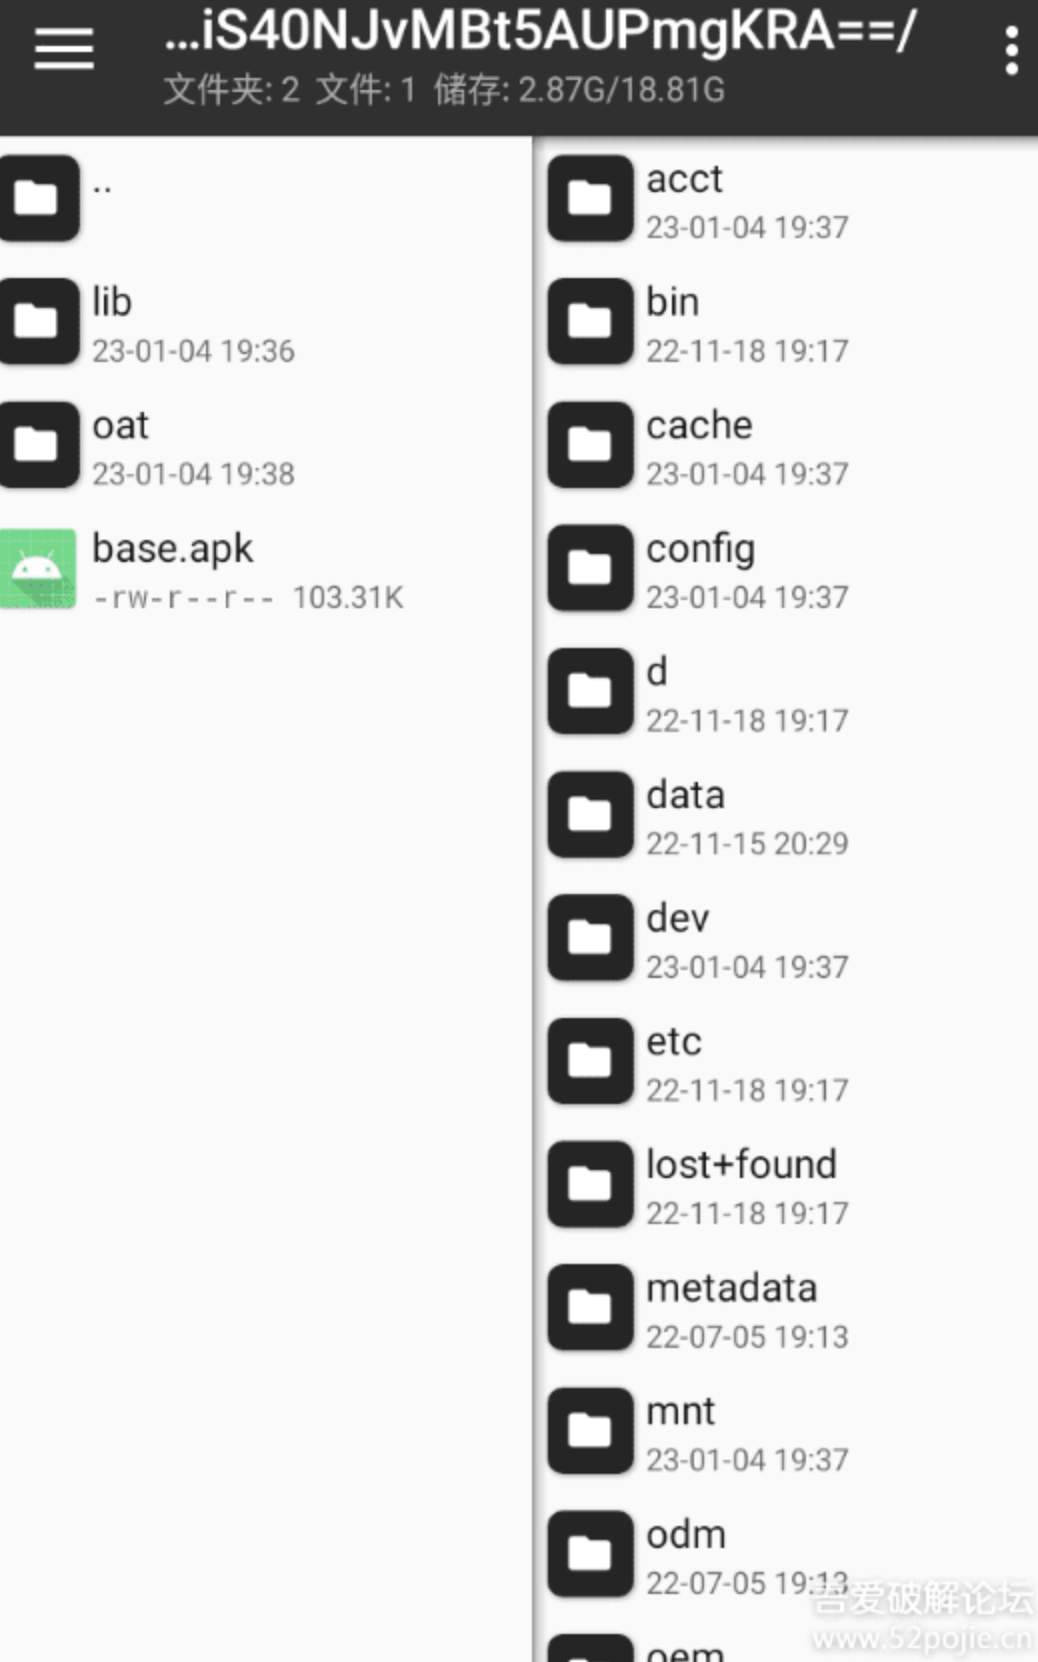 ...iS40NJvMBt5AUPmgKRA==/
文件夹: 2 文件: 1 储存: 2.87G/18.81G
..
lib
23-01-04 19:36
oat
23-01-04 19:38
base.apk
-rw-r--r-- 103.31K
acct
23-01-04 19:37
bin
22-11-18 19:17
cache
23-01-04 19:37
config
23-01-04 19:37
d
22-11-18 19:17
data
22-11-15 20:29
dev
23-01-04 19:37
etc
22-11-18 19:17
lost+found
22-11-18 19:17
metadata
22-07-05 19:13
mnt
23-01-04 19:37
odm
22-07-05 19:13
oem
吾爱破解论坛
www.52pojie.cn